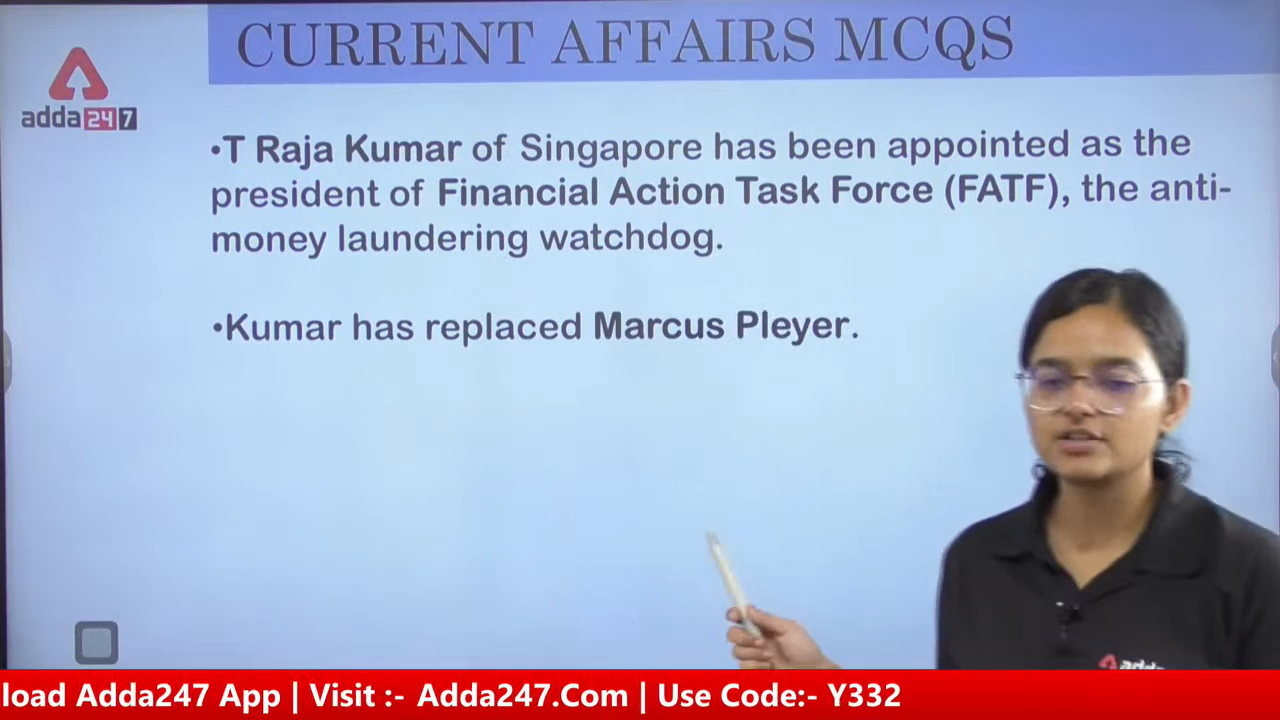 CURRENT AFFAIRS MCQS
adda247
•T Raja Kumar of Singapore has been appointed as the
president of Financial Action Task Force (FATF), the anti-
money laundering watchdog.
•Kumar has replaced Marcus Pleyer.
adda
load Adda247 App | Visit :- Adda247.Com | Use Code:- Y332